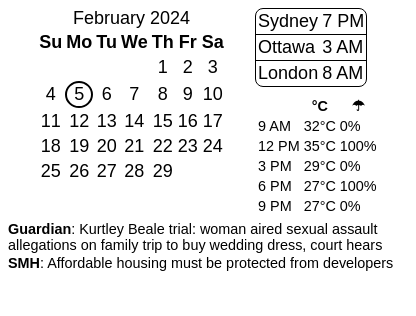 February 2024
Su Mo Tu We Th Fr Sa
1 2 3
4 5 6 7 8 9 10
11 12 13 14 15 16 17
18 19 20 21 22 23 24
25 26 27 28 29
Sydney 7 PM
Ottawa 3 AM
London 8 AM
°C ☂
9 AM 32°C 0%
12 PM 35°C 100%
3 PM 29°C 0%
6 PM 27°C 100%
9 PM 27°C 0%
Guardian: Kurtley Beale trial: woman aired sexual assault
allegations on family trip to buy wedding dress, court hears
SMH: Affordable housing must be protected from developers